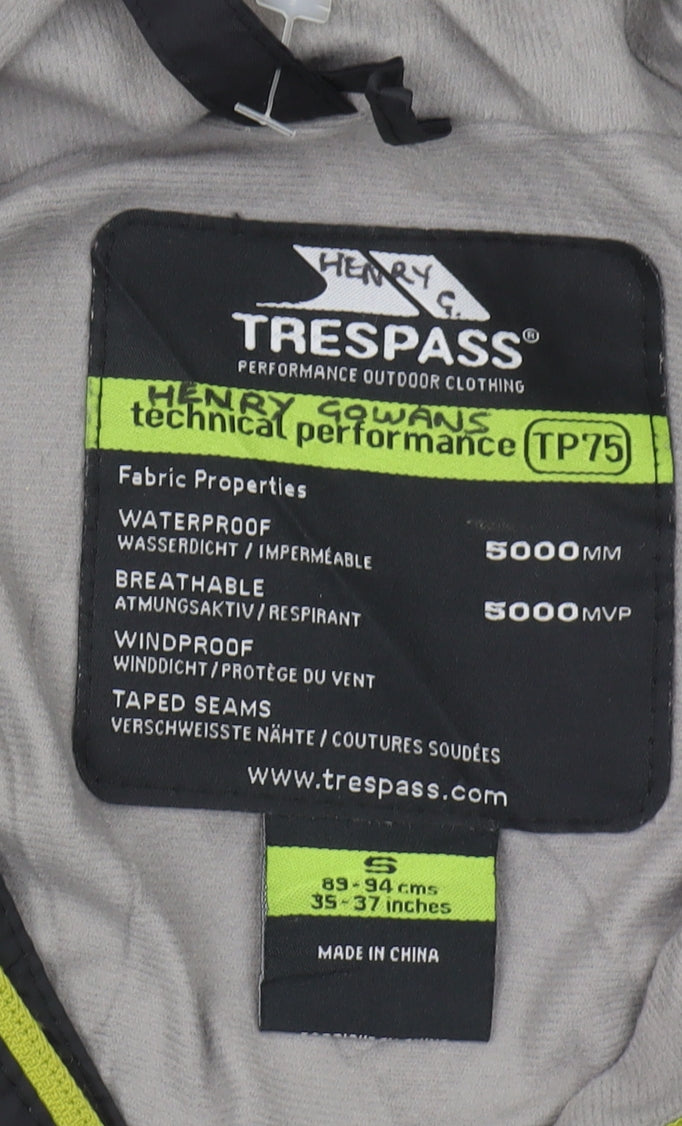 HENRY
G.
TRESPASS®
PERFORMANCE OUTDOOR CLOTHING
HENRY GOWANS
technical performance TP75
Fabric Properties
WATERPROOF
WASSERDICHT / IMPERMÉABLE 5000MM
BREATHABLE
ATMUNGSAKTIV / RESPIRANT 5000MVP
WINDPROOF
WINDDICHT / PROTÈGE DU VENT
TAPED SEAMS
VERSCHWEISSTE NÄHTE / COUTURES SOUDÉES
www.trespass.com
S
89-94 cms
35-37 inches
MADE IN CHINA